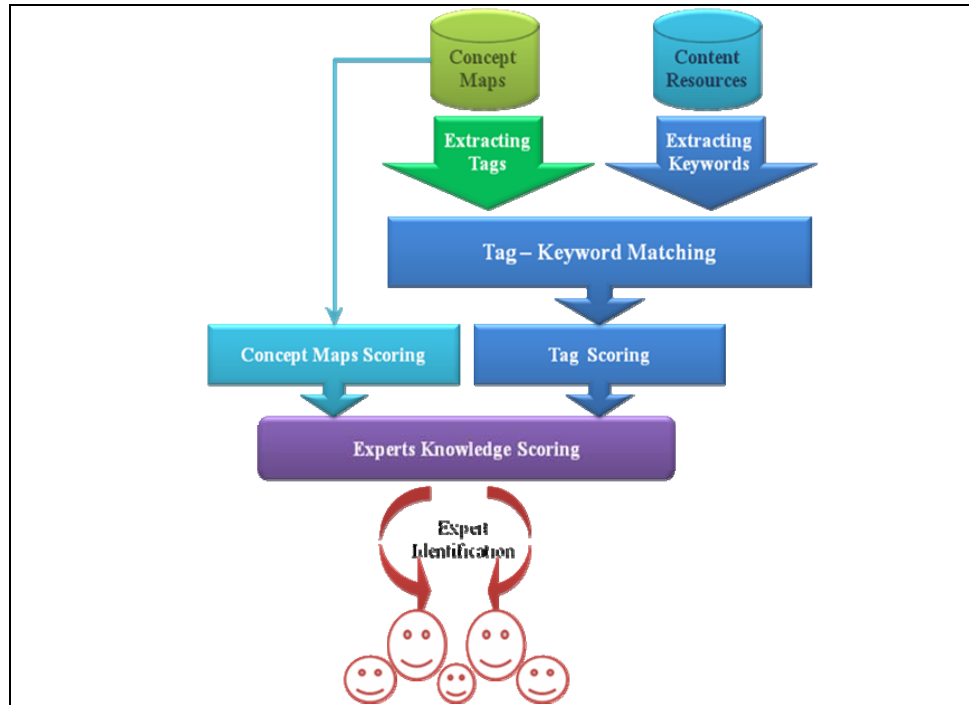 Concept
Maps
Content
Resources
Extracting
Tags
Extracting
Keywords
Tag – Keyword Matching
Concept Maps Scoring
Tag Scoring
Experts Knowledge Scoring
Expert
Identification